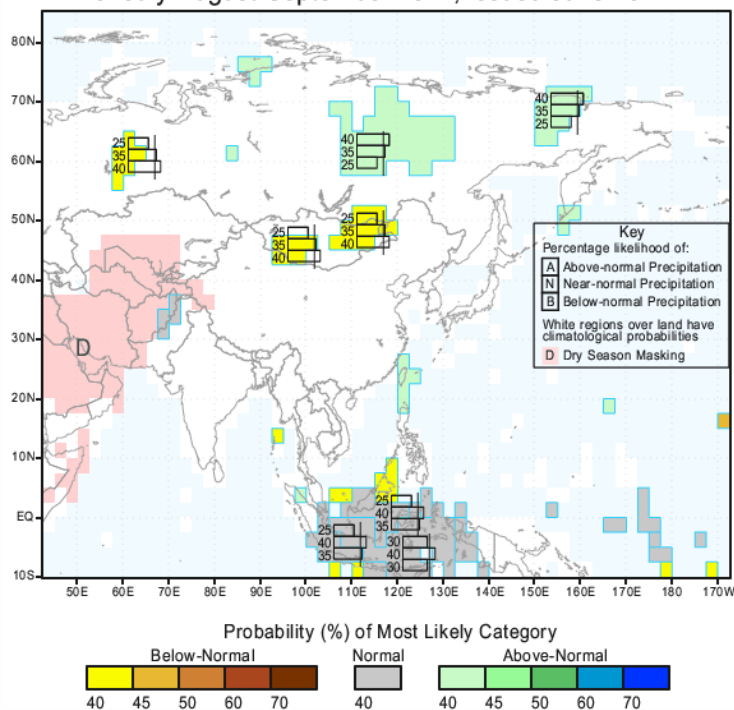 80N
70N
40
35
25
40
35
25
25
35
40
60N
50N
25
35
40
25
35
40
Key
Percentage likelihood of:
A Above-normal Precipitation
N Near-normal Precipitation
B Below-normal Precipitation
White regions over land have
climatological probabilities
D Dry Season Masking
40N
D
30N
20N
10N
EQ
25
40
35
25
40
35
30
40
30
10S
50E 60E 70E 80E 90E 100E 110E 120E 130E 140E 150E 160E 170E 180 170W
Probability (%) of Most Likely Category
Below-Normal Normal Above-Normal
40 45 50 60 70 40 40 45 50 60 70